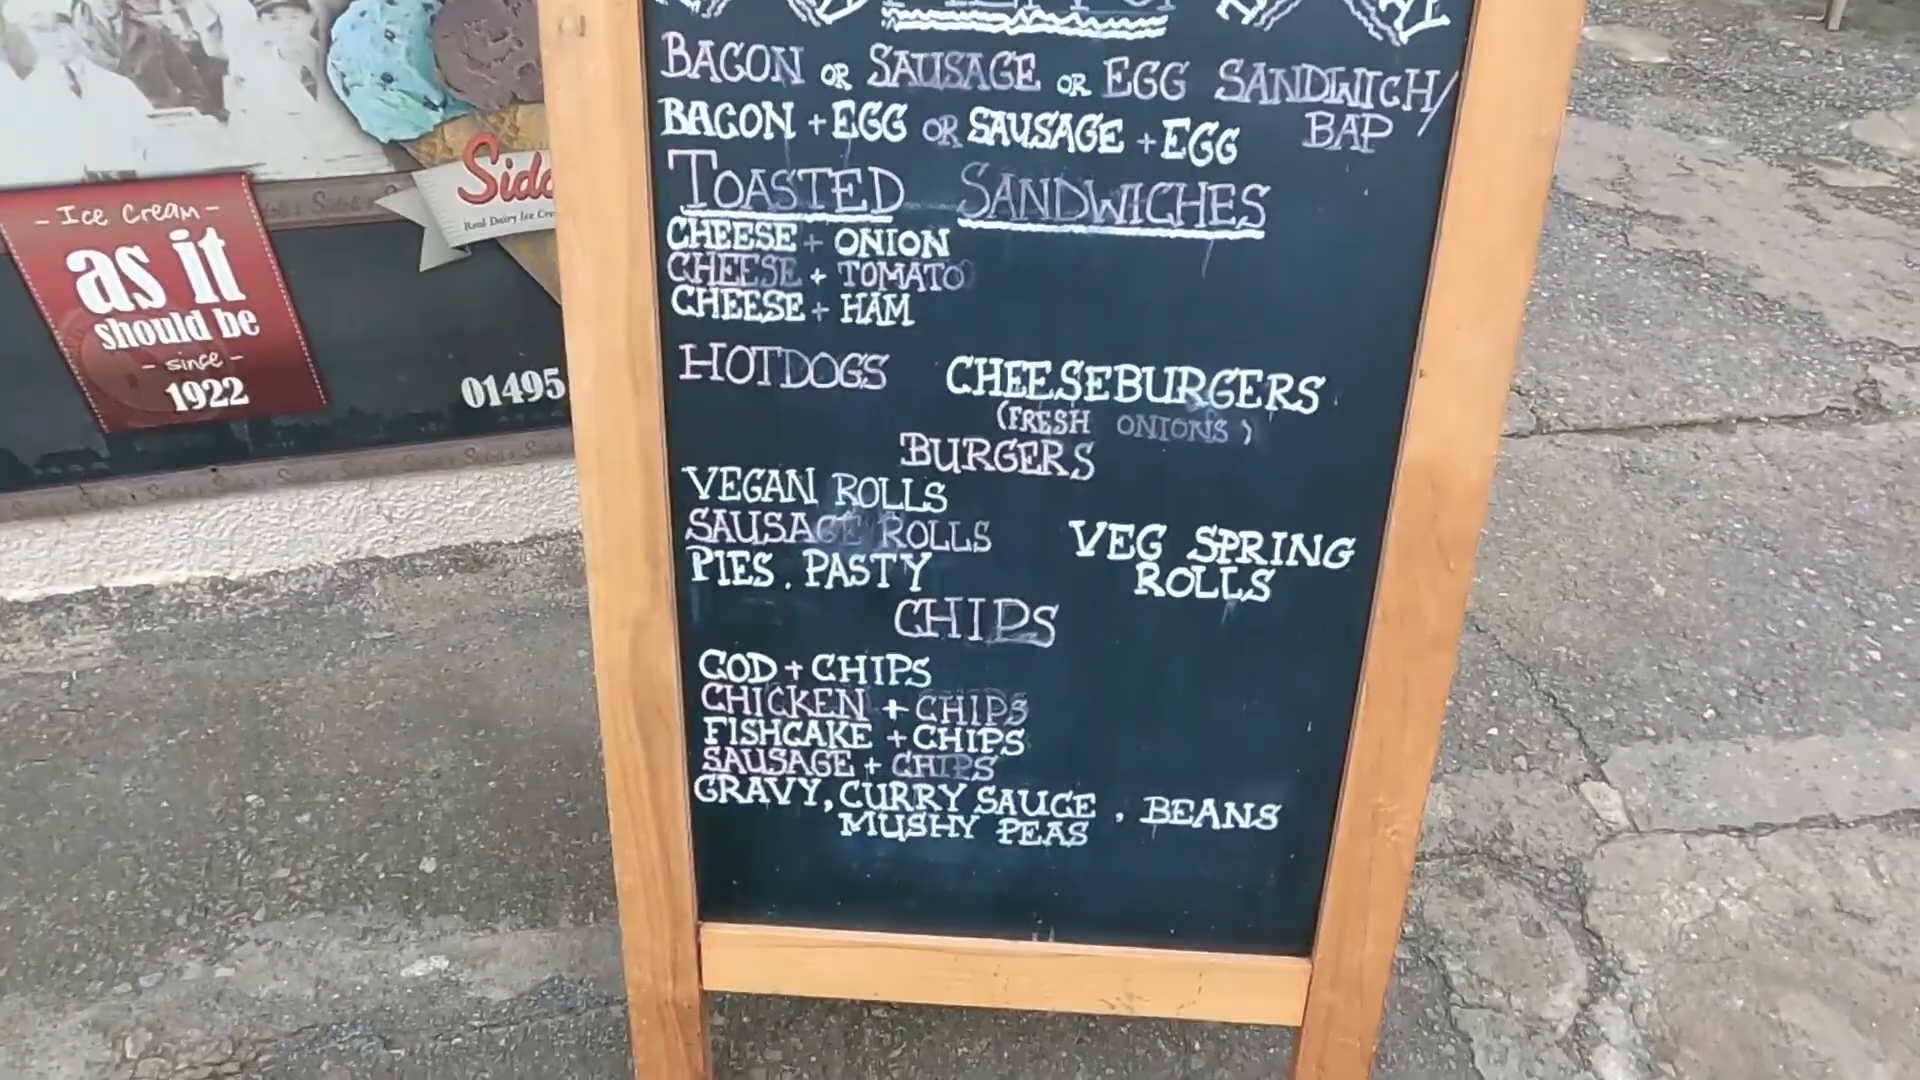 - Ice Cream -
as it
should be
- since -
1922
Real Dairy Ice
01495
BACON OR SAUSAGE OR EGG SANDWICH/
BAP
BACON + EGG OR SAUSAGE + EGG
TOASTED SANDWICHES
CHEESE + ONION
CHEESE + TOMATO
CHEESE + HAM
HOTDOGS CHEESEBURGERS
(FRESH ONIONS)
BURGERS
VEGAN ROLLS
SAUSAGE ROLLS
PIES. PASTY
VEG SPRING
ROLLS
CHIPS
COD + CHIPS
CHICKEN + CHIPS
FISHCAKE + CHIPS
SAUSAGE + CHIPS
GRAVY, CURRY SAUCE, BEANS
MUSHY PEAS